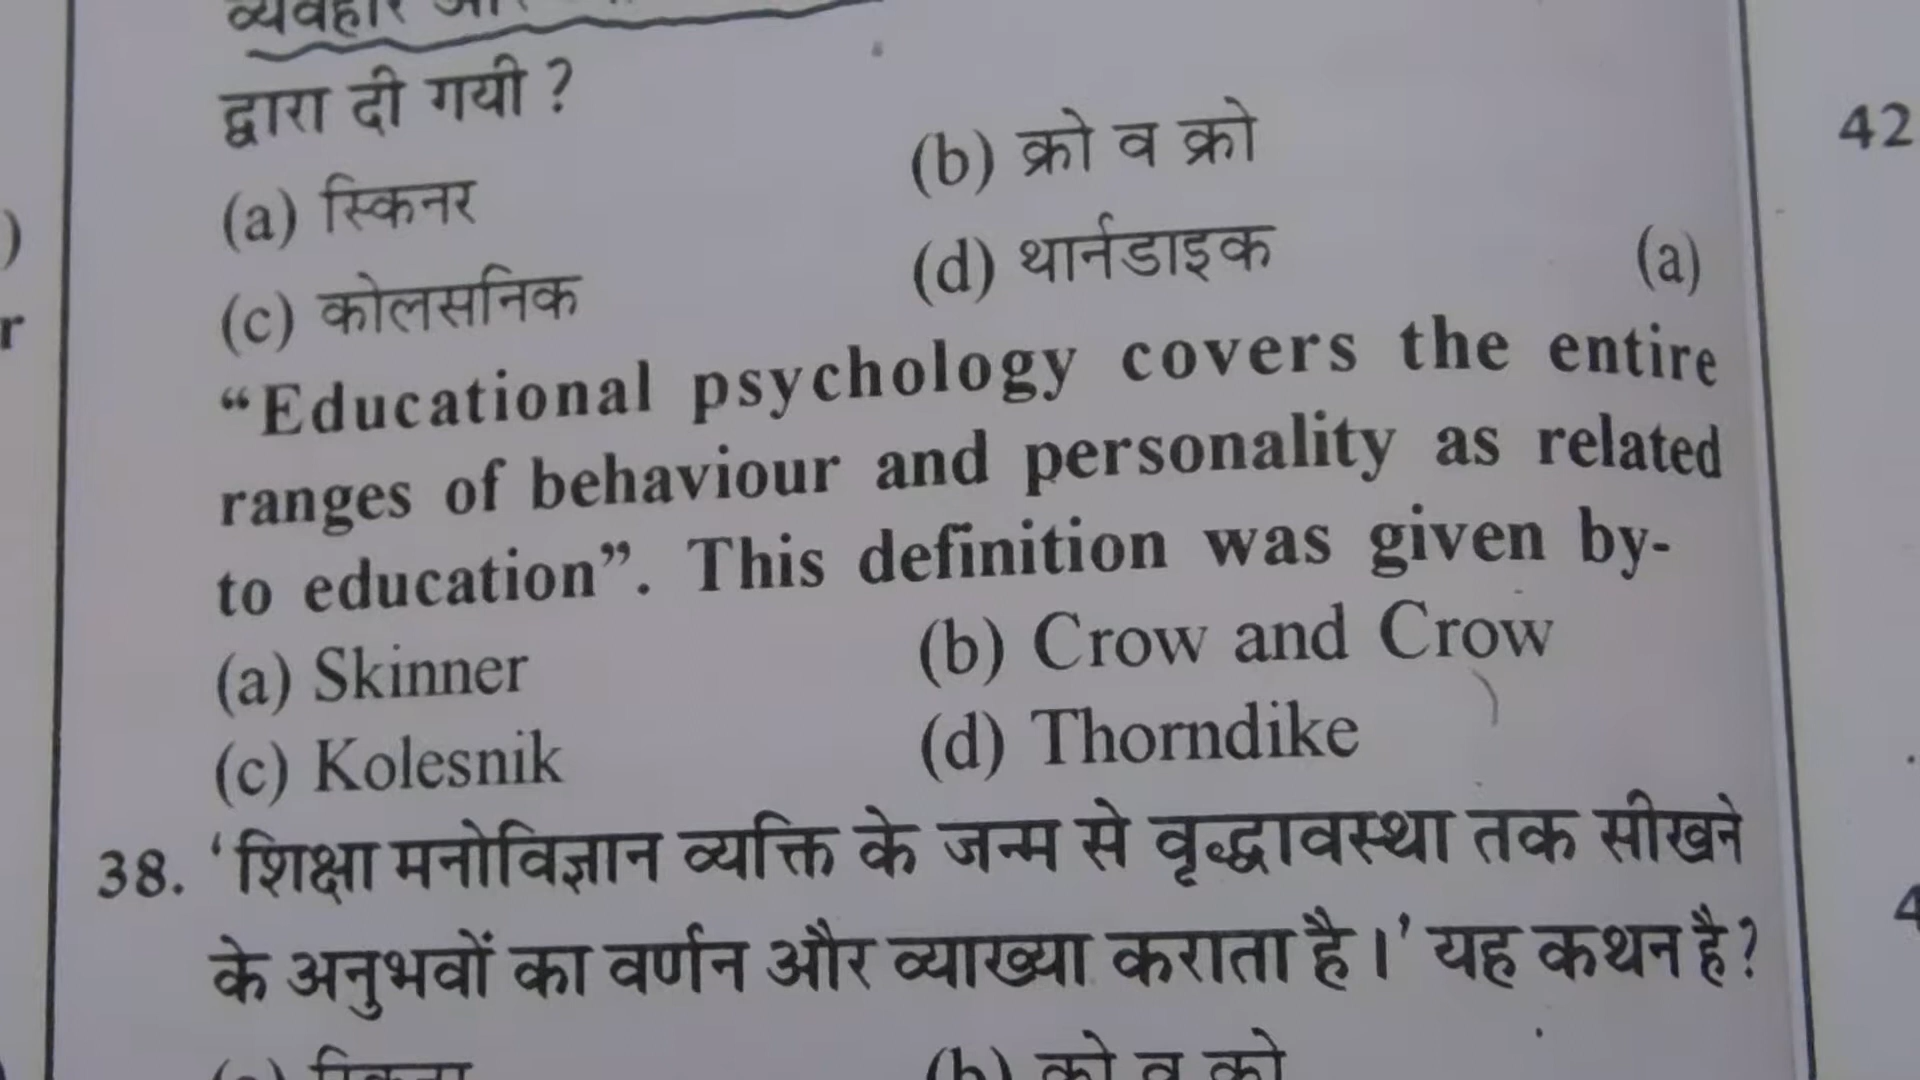 व्यवहार
द्वारा दी गयी ?
(a) स्किनर (b) क्रो व क्रो
(c) कोलसनिक (d) थार्नडाइक (a)
“Educational psychology covers the entire
ranges of behaviour and personality as related
to education”. This definition was given by-
(a) Skinner (b) Crow and Crow
(c) Kolesnik (d) Thorndike
38. ‘शिक्षा मनोविज्ञान व्यक्ति के जन्म से वृद्धावस्था तक सीखने
के अनुभवों का वर्णन और व्याख्या कराता है।’ यह कथन है?
(b) क्रो व क्रो
42